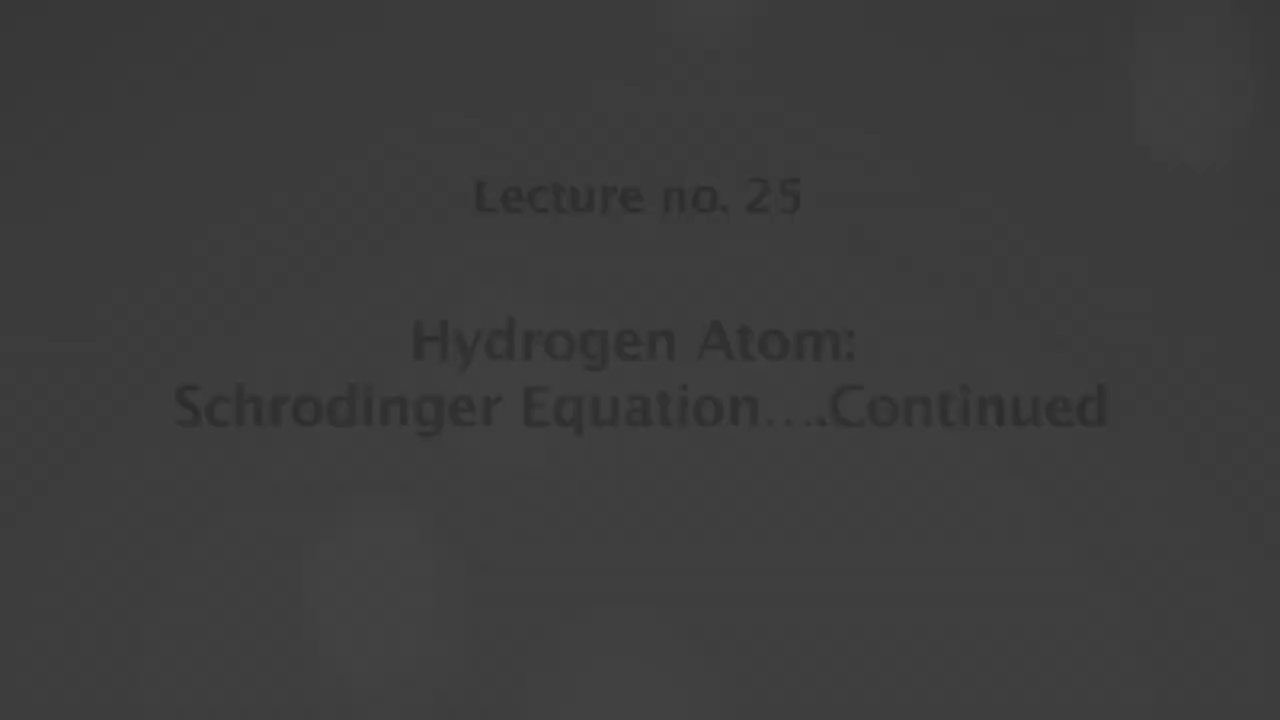 Lecture no. 25
Hydrogen Atom:
Schrodinger Equation....Continued